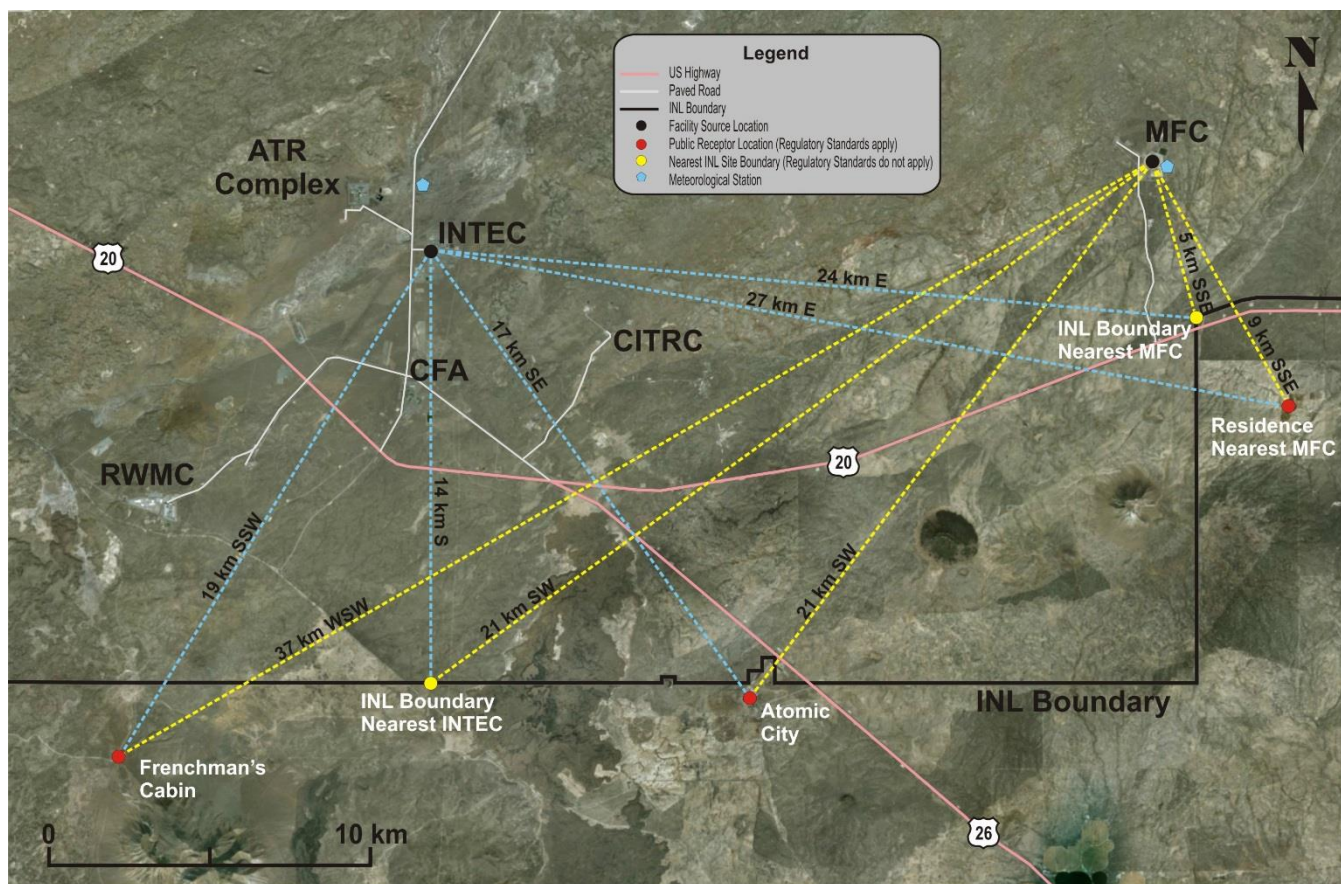 Legend
US Highway
Paved Road
INL Boundary
Facility Source Location
Public Receptor Location (Regulatory Standards apply)
Nearest INL Site Boundary (Regulatory Standards do not apply)
Meteorological Station
N
MFC
ATR
Complex
INTEC
20
24 km E
27 km E
5 km SSE
9 km SSE
INL Boundary
Nearest MFC
17 km SE
CITRC
CFA
Residence
Nearest MFC
20
RWMC
14 km S
19 km SSW
37 km WSW
21 km SW
21 km SW
INL Boundary
Nearest INTEC
Atomic
City
INL Boundary
Frenchman's
Cabin
0
10 km
26